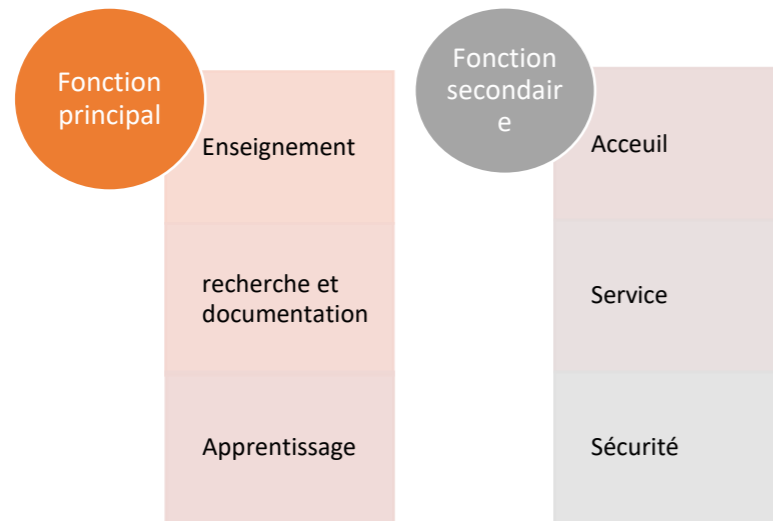 Fonction
principal
Enseignement
recherche et
documentation
Apprentissage
Fonction
secondair
e
Acceuil
Service
Sécurité